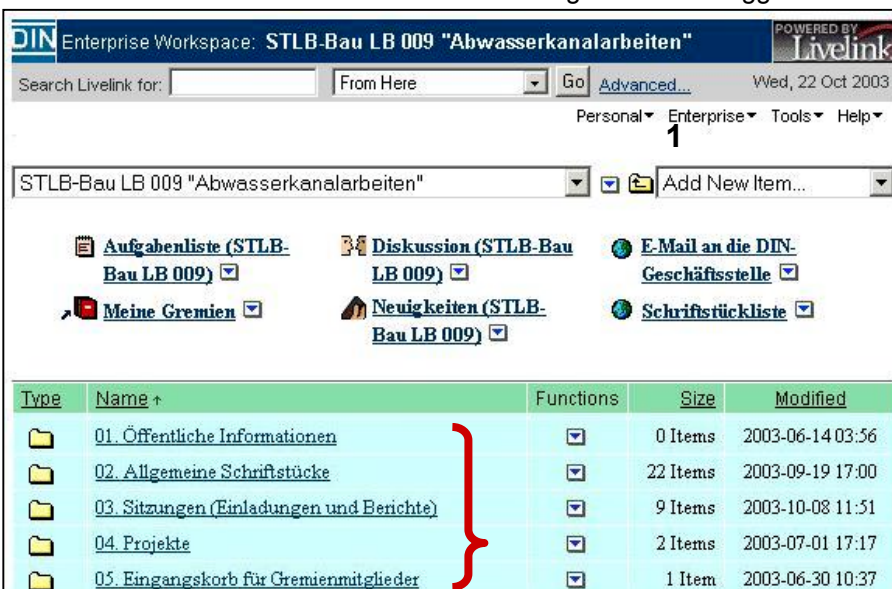 DIN Enterprise Workspace: STLB-Bau LB 009 "Abwasserkanalarbeiten" POWERED BY Livelink
Search Livelink for: From Here Go Advanced... Wed, 22 Oct 2003
Personal Enterprise Tools Help
1
STLB-Bau LB 009 "Abwasserkanalarbeiten" Add New Item...
Aufgabenliste (STLB-
Bau LB 009)
Diskussion (STLB-Bau
LB 009)
E-Mail an die DIN-
Geschäftsstelle
Meine Gremien
Neuigkeiten (STLB-
Bau LB 009)
Schriftstückliste
Type Name Functions Size Modified
01. Öffentliche Informationen 0 Items 2003-06-14 03:56
02. Allgemeine Schriftstücke 22 Items 2003-09-19 17:00
03. Sitzungen (Einladungen und Berichte) 9 Items 2003-10-08 11:51
04. Projekte 2 Items 2003-07-01 17:17
05. Eingangskorb für Gremienmitglieder 1 Item 2003-06-30 10:37